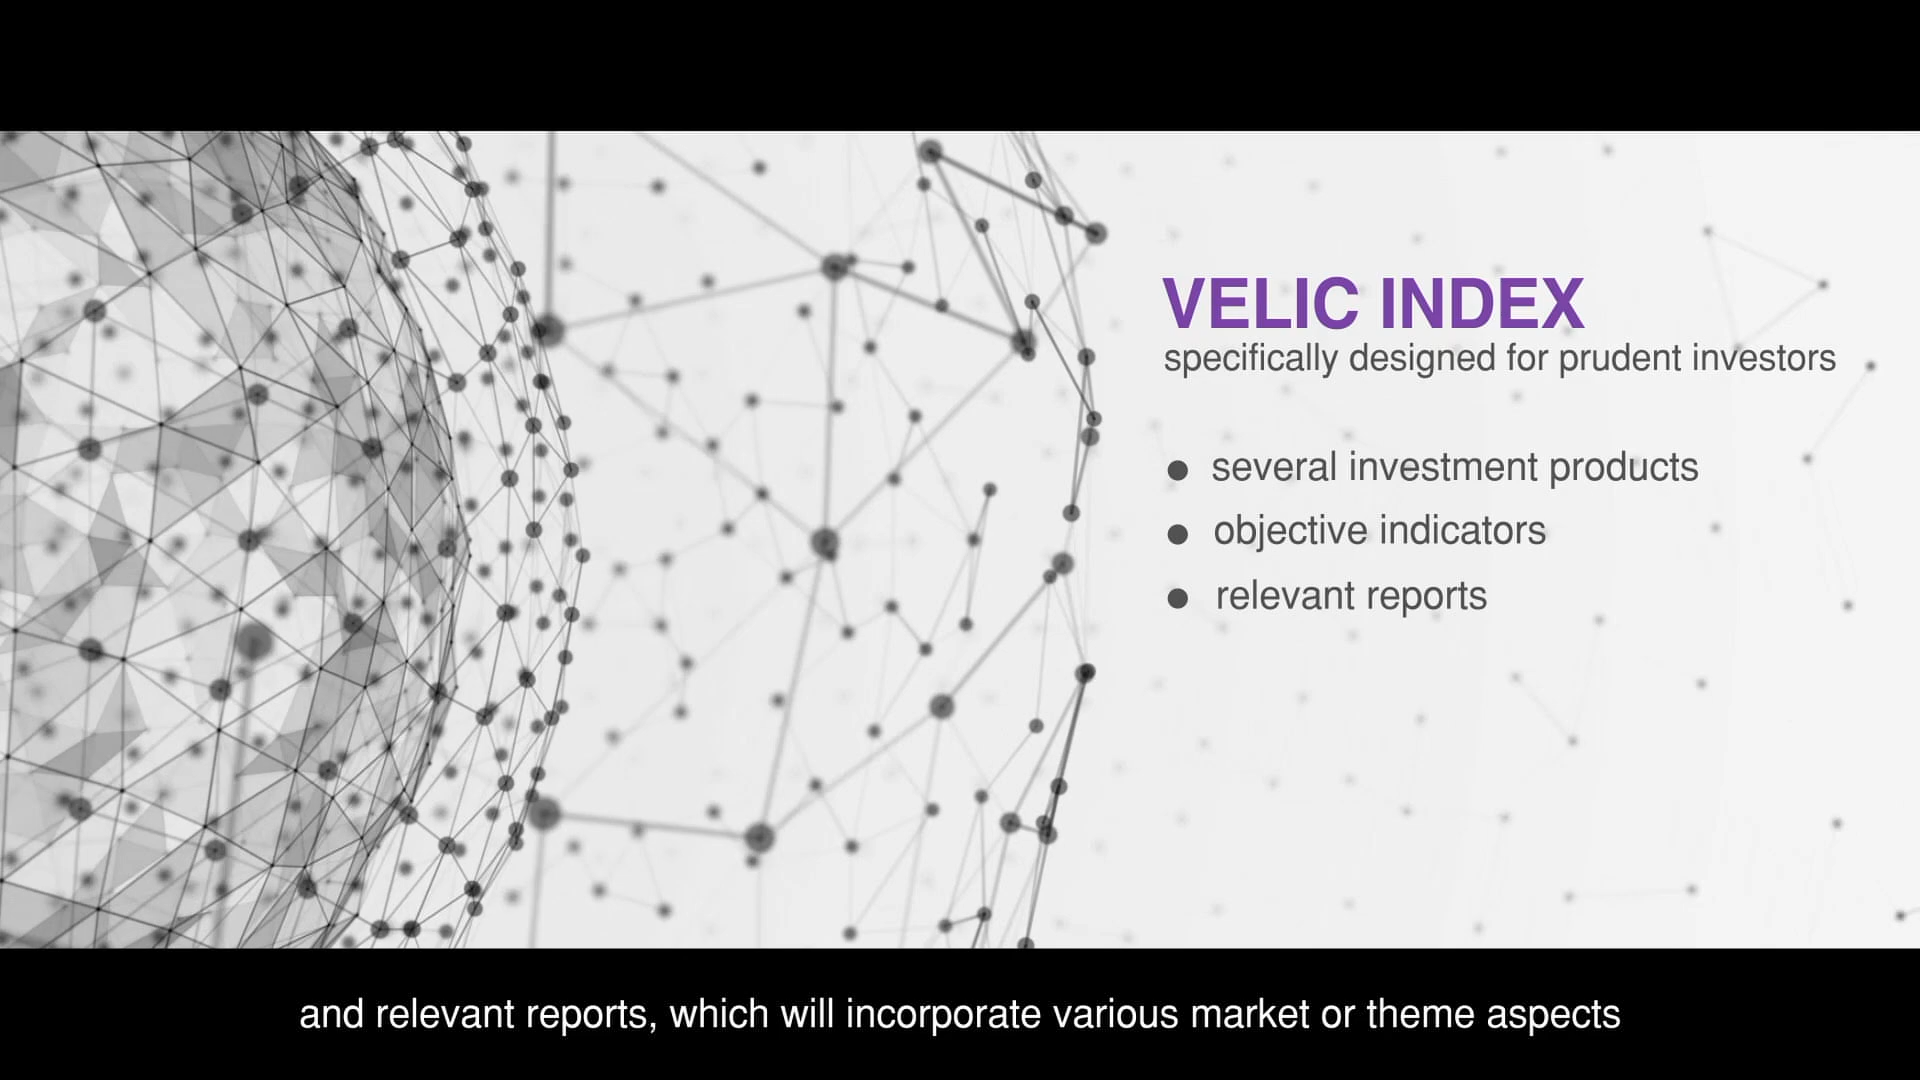 VELIC INDEX
specifically designed for prudent investors
● several investment products
● objective indicators
● relevant reports
and relevant reports, which will incorporate various market or theme aspects